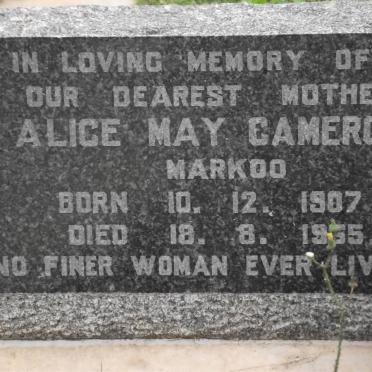 IN LOVING MEMORY OF
OUR DEAREST MOTHE
ALICE MAY CAMERO
MARKOO
BORN 10. 12. 1907
DIED 18. 8. 1955.
NO FINER WOMAN EVER LIV